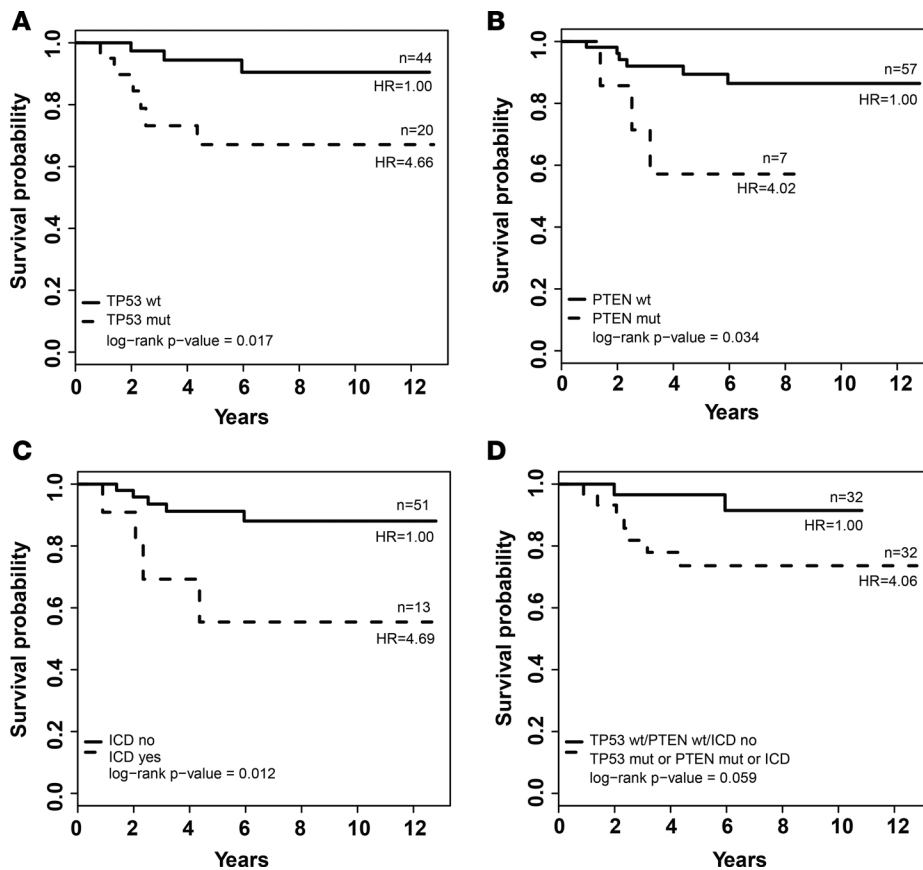 A
Survival probability
1.0
0.8
0.6
0.4
0.2
0.0
n=44
HR=1.00
n=20
HR=4.66
TP53 wt
TP53 mut
log-rank p-value = 0.017
0 2 4 6 8 10 12
Years
B
Survival probability
1.0
0.8
0.6
0.4
0.2
0.0
n=57
HR=1.00
n=7
HR=4.02
PTEN wt
PTEN mut
log-rank p-value = 0.034
0 2 4 6 8 10 12
Years
C
Survival probability
1.0
0.8
0.6
0.4
0.2
0.0
n=51
HR=1.00
n=13
HR=4.69
ICD no
ICD yes
log-rank p-value = 0.012
0 2 4 6 8 10 12
Years
D
Survival probability
1.0
0.8
0.6
0.4
0.2
0.0
n=32
HR=1.00
n=32
HR=4.06
TP53 wt/PTEN wt/ICD no
TP53 mut or PTEN mut or ICD
log-rank p-value = 0.059
0 2 4 6 8 10 12
Years